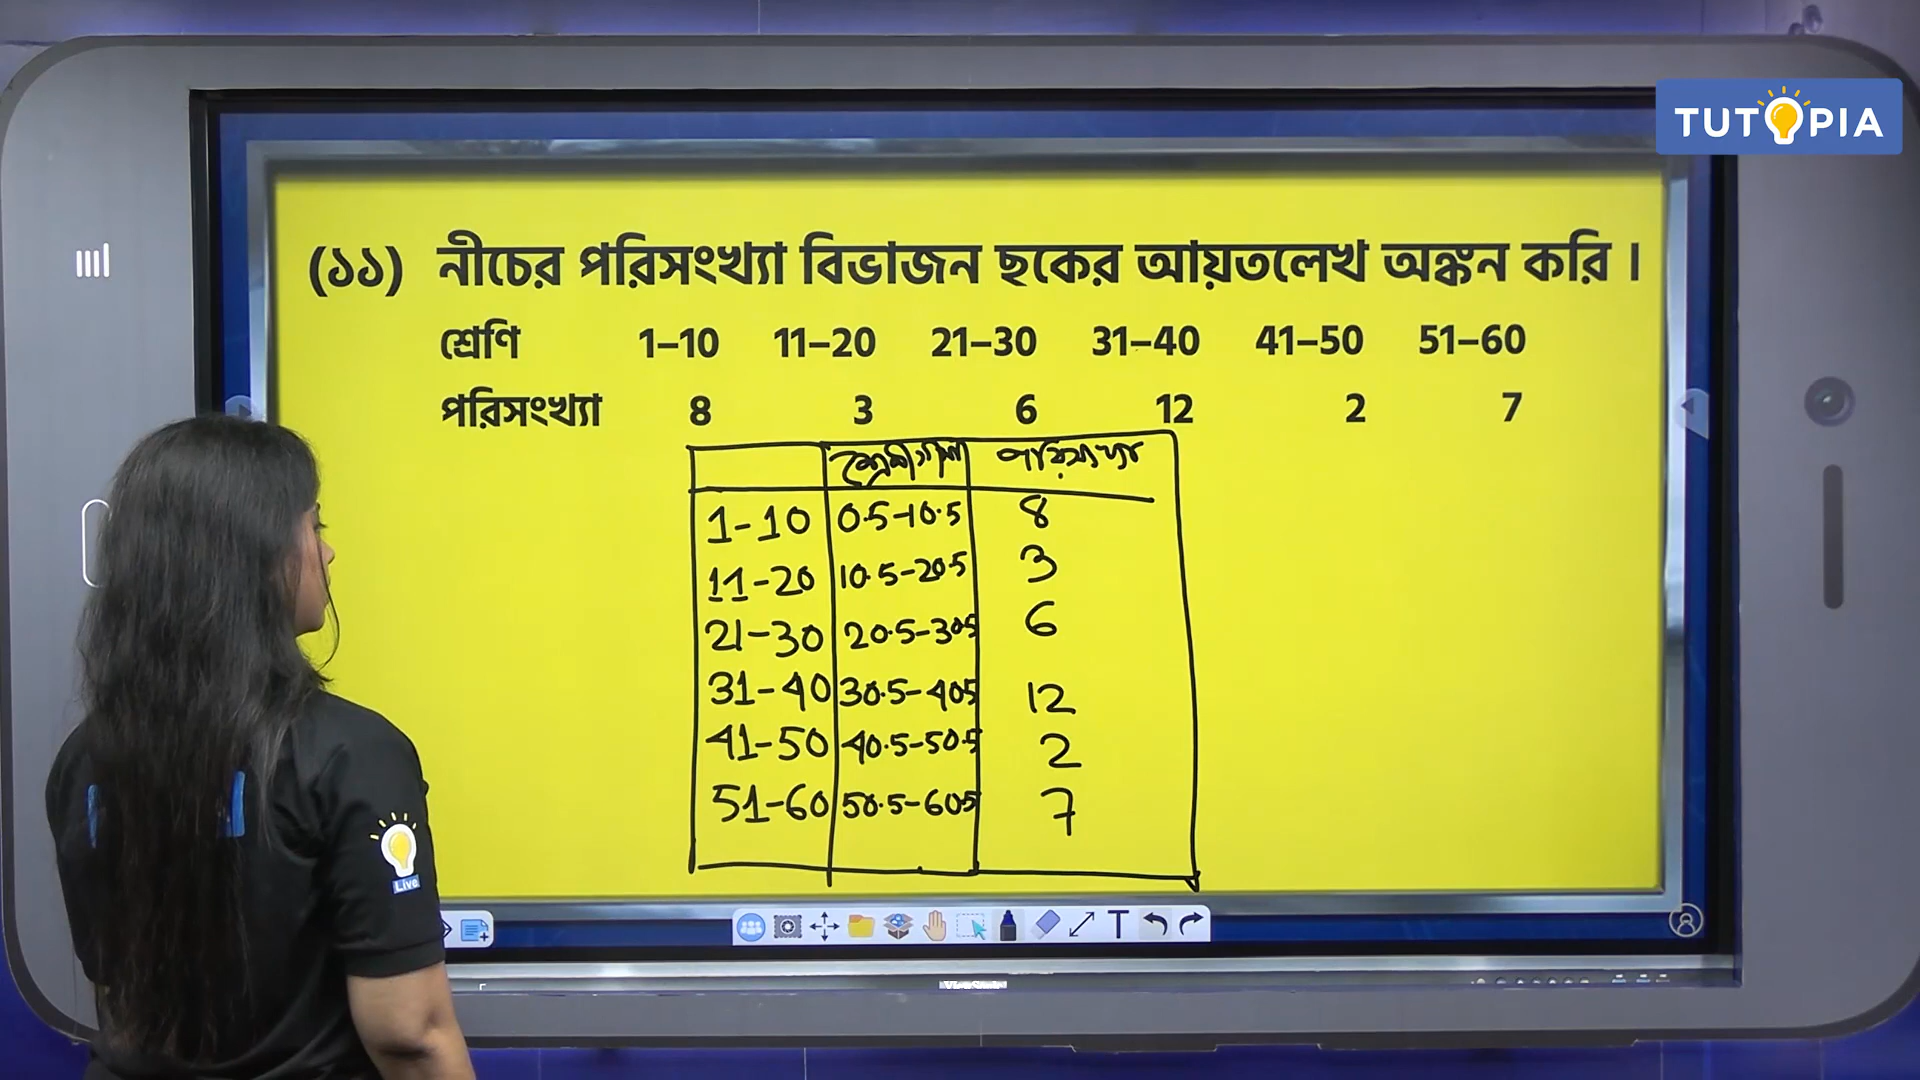 TUTOPIA
(১১) নীচের পরিসংখ্যা বিভাজন ছকের আয়তলেখ অঙ্কন করি।
শ্রেণি 1–10 11–20 21–30 31–40 41–50 51–60
পরিসংখ্যা 8 3 6 12 2 7
পরিসংখ্যা
1-10 0.5-10.5 8
11-20 10.5-20.5 3
21-30 20.5-30.5 6
31-40 30.5-40.5 12
41-50 40.5-50.5 2
51-60 50.5-60.5 7
Live
T
ViewSonic